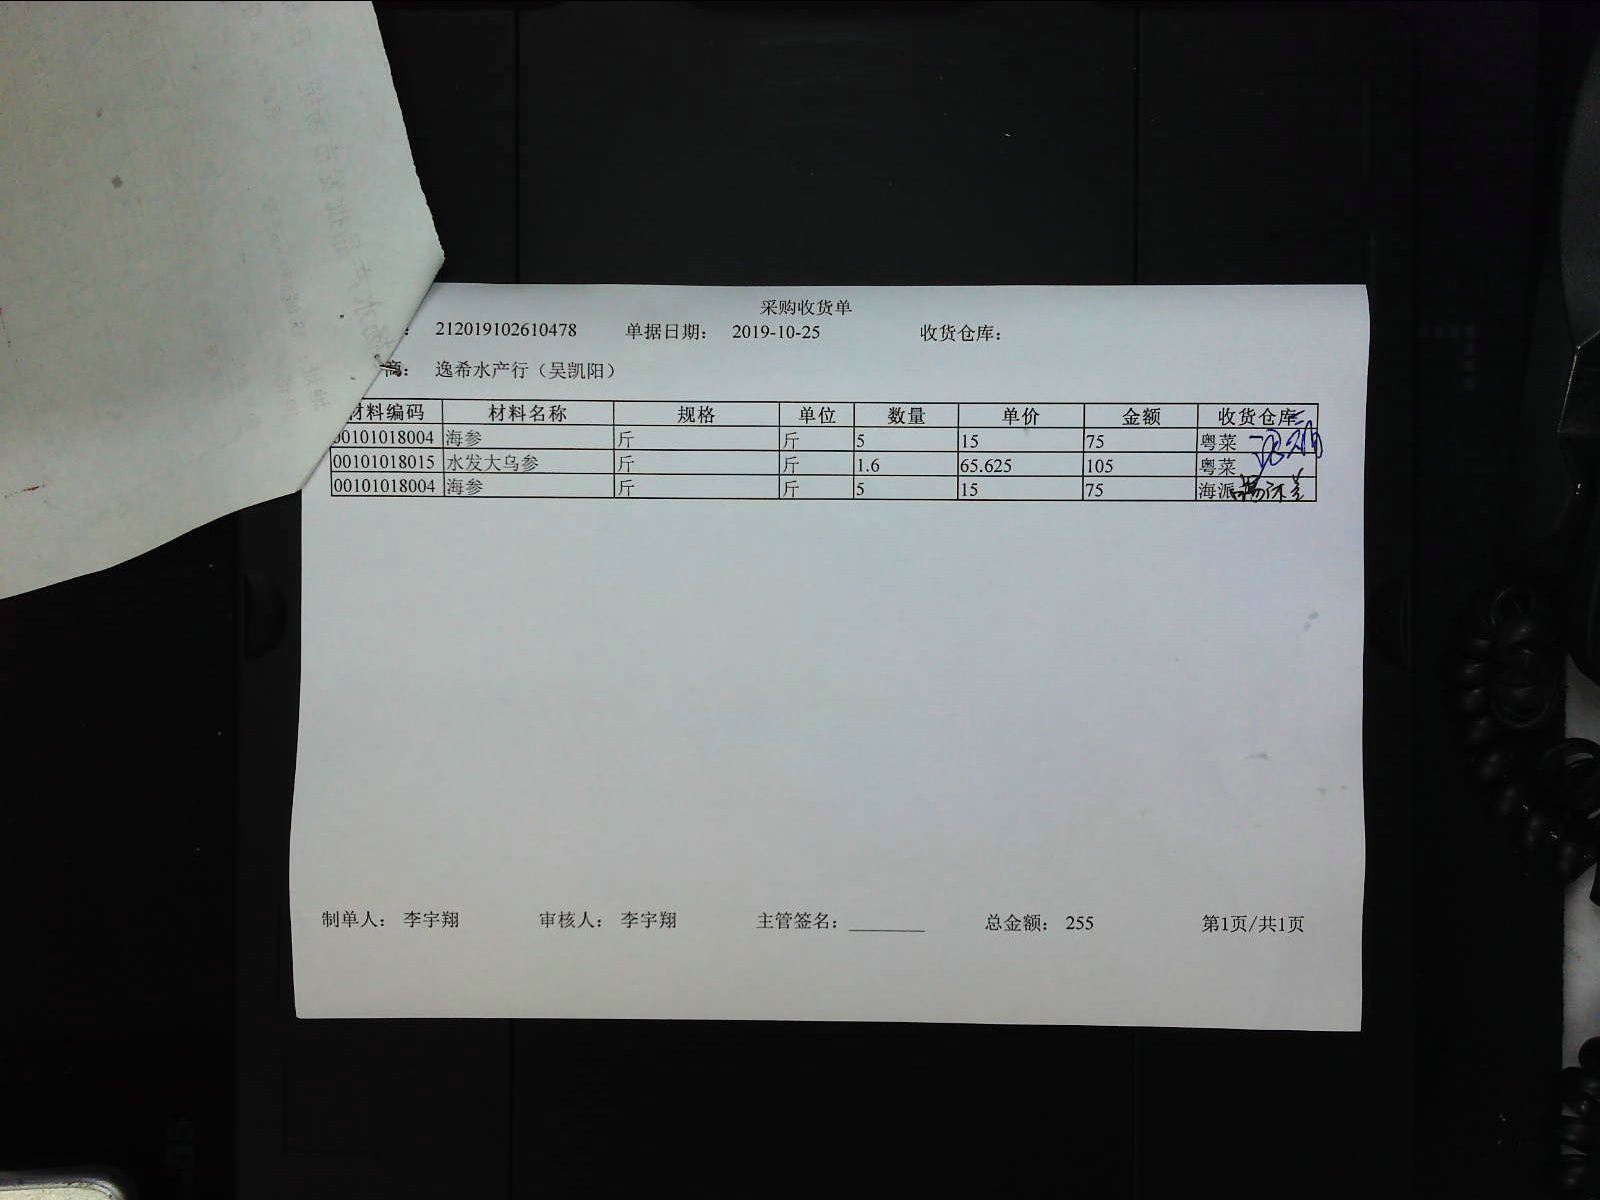 采购收货单
: 212019102610478 单据日期: 2019-10-25 收货仓库:
商: 逸希水产行（吴凯阳）
材料编码 材料名称 规格 单位 数量 单价 金额 收货仓库
00101018004 海参 斤 斤 5 15 75 粤菜
00101018015 水发大乌参 斤 斤 1.6 65.625 105 粤菜
00101018004 海参 斤 斤 5 15 75 海派
制单人: 李宇翔 审核人: 李宇翔 主管签名: ________ 总金额: 255 第1页/共1页